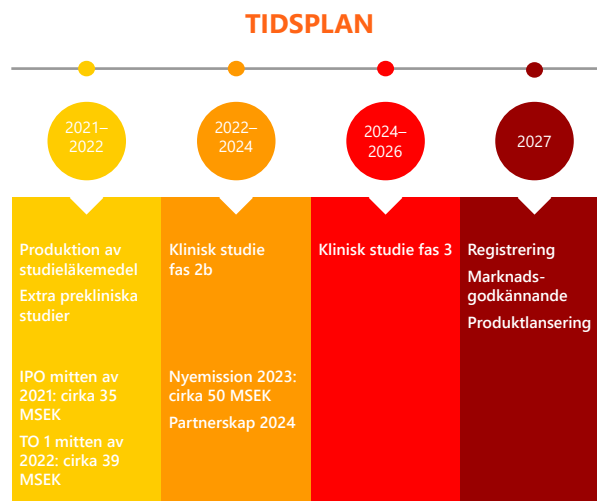 TIDSPLAN
2021–
2022
2022–
2024
2024–
2026
2027
Produktion av
studieläkemedel
Extra prekliniska
studier
IPO mitten av
2021: cirka 35
MSEK
TO 1 mitten av
2022: cirka 39
MSEK
Klinisk studie
fas 2b
Nyemission 2023:
cirka 50 MSEK
Partnerskap 2024
Klinisk studie fas 3
Registrering
Marknads-
godkännande
Produktlansering